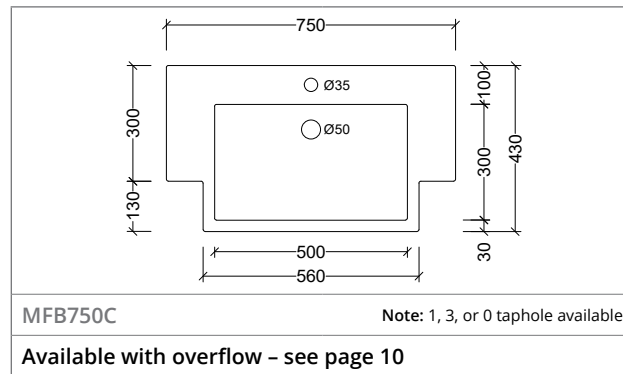 750
Ø35
100
Ø50
300
300
430
130
500
30
560
MFB750C
Note: 1, 3, or 0 taphole available
Available with overflow – see page 10